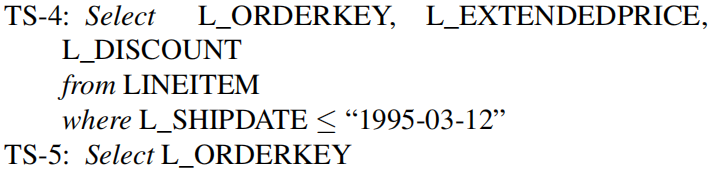 TS-4: Select L_ORDERKEY, L_EXTENDEDPRICE,
L_DISCOUNT
from LINEITEM
where L_SHIPDATE ≤ “1995-03-12”
TS-5: Select L_ORDERKEY